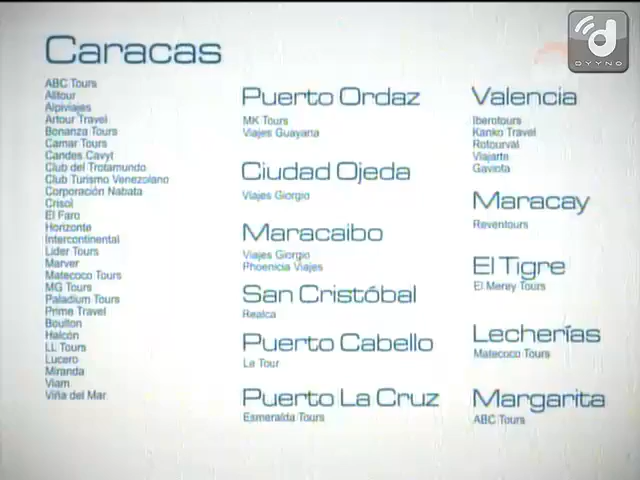 Caracas
ABC Tours
Alltour
Alpiviajes
Artour Travel
Bonanza Tours
Camar Tours
Candes Cavyt
Club del Trotamundo
Club Turismo Venezolano
Corporación Nabata
Crisol
El Faro
Horizonte
Intercontinental
Lider Tours
Marver
Matecoco Tours
MG Tours
Paladium Tours
Prime Travel
Boulton
Halcón
LL Tours
Lucero
Miranda
Viam
Viña del Mar
Puerto Ordaz
MK Tours
Viajes Guayana
Ciudad Ojeda
Viajes Giorgio
Maracaibo
Viajes Giorgio
Phoenicia Viajes
San Cristóbal
Realca
Puerto Cabello
Le Tour
Puerto La Cruz
Esmeralda Tours
Valencia
Iberotours
Kanko Travel
Rotourval
Viajarte
Gaviota
Maracay
Reventours
El Tigre
El Merey Tours
Lecherías
Matecoco Tours
Margarita
ABC Tours
DYYNO